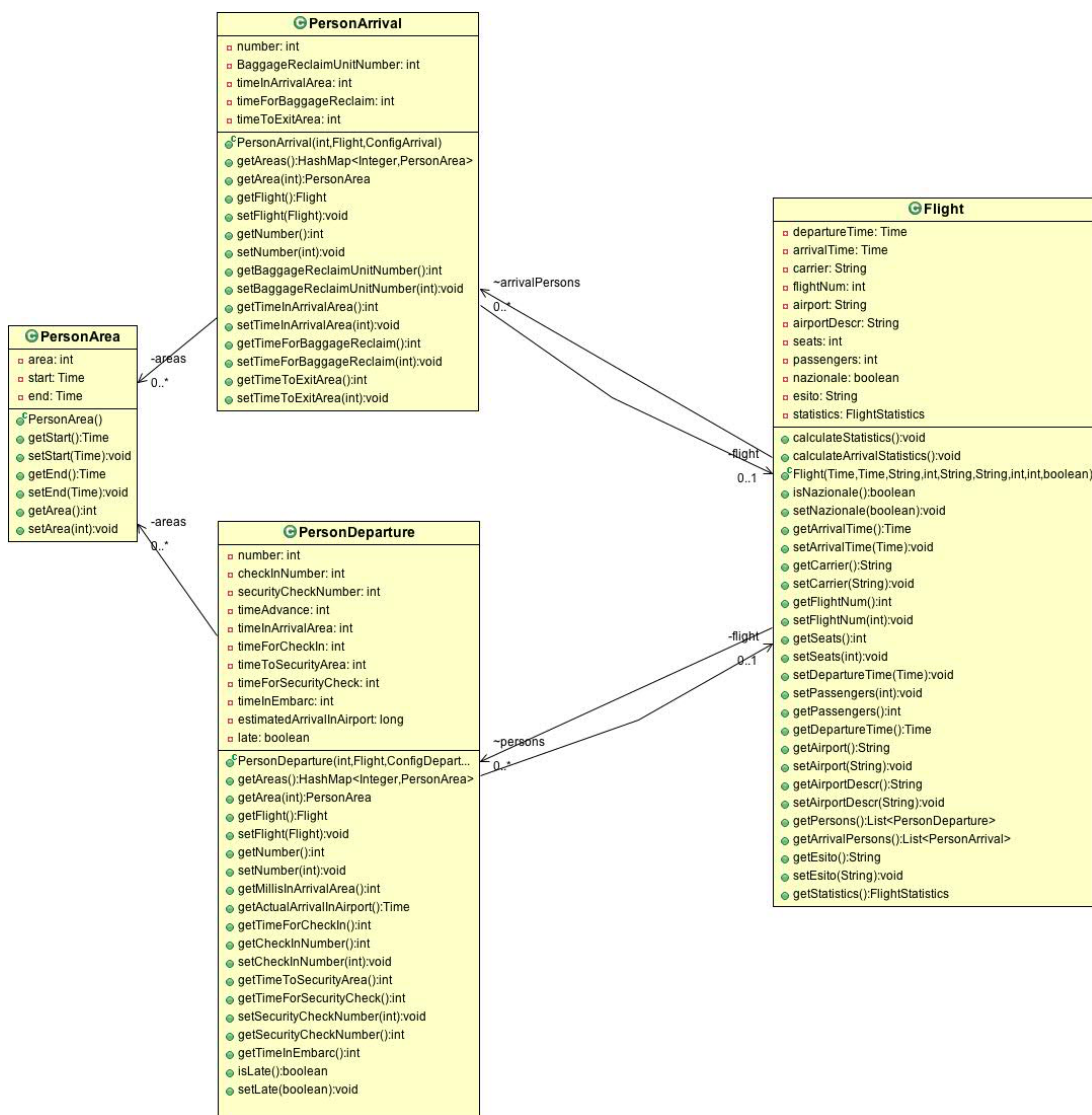 PersonArrival
number: int
BaggageReclaimUnitNumber: int
timeInArrivalArea: int
timeForBaggageReclaim: int
timeToExitArea: int
PersonArrival(int,Flight,ConfigArrival)
getAreas():HashMap<Integer,PersonArea>
getArea(int):PersonArea
getFlight():Flight
setFlight(Flight):void
getNumber():int
setNumber(int):void
getBaggageReclaimUnitNumber():int
setBaggageReclaimUnitNumber(int):void
getTimeInArrivalArea():int
setTimeInArrivalArea(int):void
getTimeForBaggageReclaim():int
setTimeForBaggageReclaim(int):void
getTimeToExitArea():int
setTimeToExitArea(int):void
PersonArea
area: int
start: Time
end: Time
PersonArea()
getStart():Time
setStart(Time):void
getEnd():Time
setEnd(Time):void
getArea():int
setArea(int):void
-areas
0..*
-areas
0..*
PersonDeparture
number: int
checkInNumber: int
securityCheckNumber: int
timeAdvance: int
timeInArrivalArea: int
timeForCheckIn: int
timeToSecurityArea: int
timeForSecurityCheck: int
timeInEmbarc: int
estimatedArrivalInAirport: long
late: boolean
PersonDeparture(int,Flight,ConfigDepart...
getAreas():HashMap<Integer,PersonArea>
getArea(int):PersonArea
getFlight():Flight
setFlight(Flight):void
getNumber():int
setNumber(int):void
getMillisInArrivalArea():int
getActualArrivalInAirport():Time
getTimeForCheckIn():int
getCheckInNumber():int
setCheckInNumber(int):void
getTimeToSecurityArea():int
getTimeForSecurityCheck():int
setSecurityCheckNumber(int):void
getSecurityCheckNumber():int
getTimeInEmbarc():int
isLate():boolean
setLate(boolean):void
~arrivalPersons
0..*
-flight
0..1
-flight
0..1
~persons
0..*
Flight
departureTime: Time
arrivalTime: Time
carrier: String
flightNum: int
airport: String
airportDescr: String
seats: int
passengers: int
nazionale: boolean
esito: String
statistics: FlightStatistics
calculateStatistics():void
calculateArrivalStatistics():void
Flight(Time,Time,String,int,String,String,int,int,boolean)
isNazionale():boolean
setNazionale(boolean):void
getArrivalTime():Time
setArrivalTime(Time):void
getCarrier():String
setCarrier(String):void
getFlightNum():int
setFlightNum(int):void
getSeats():int
setSeats(int):void
setDepartureTime(Time):void
setPassengers(int):void
getPassengers():int
getDepartureTime():Time
getAirport():String
setAirport(String):void
getAirportDescr():String
setAirportDescr(String):void
getPersons():List<PersonDeparture>
getArrivalPersons():List<PersonArrival>
getEsito():String
setEsito(String):void
getStatistics():FlightStatistics